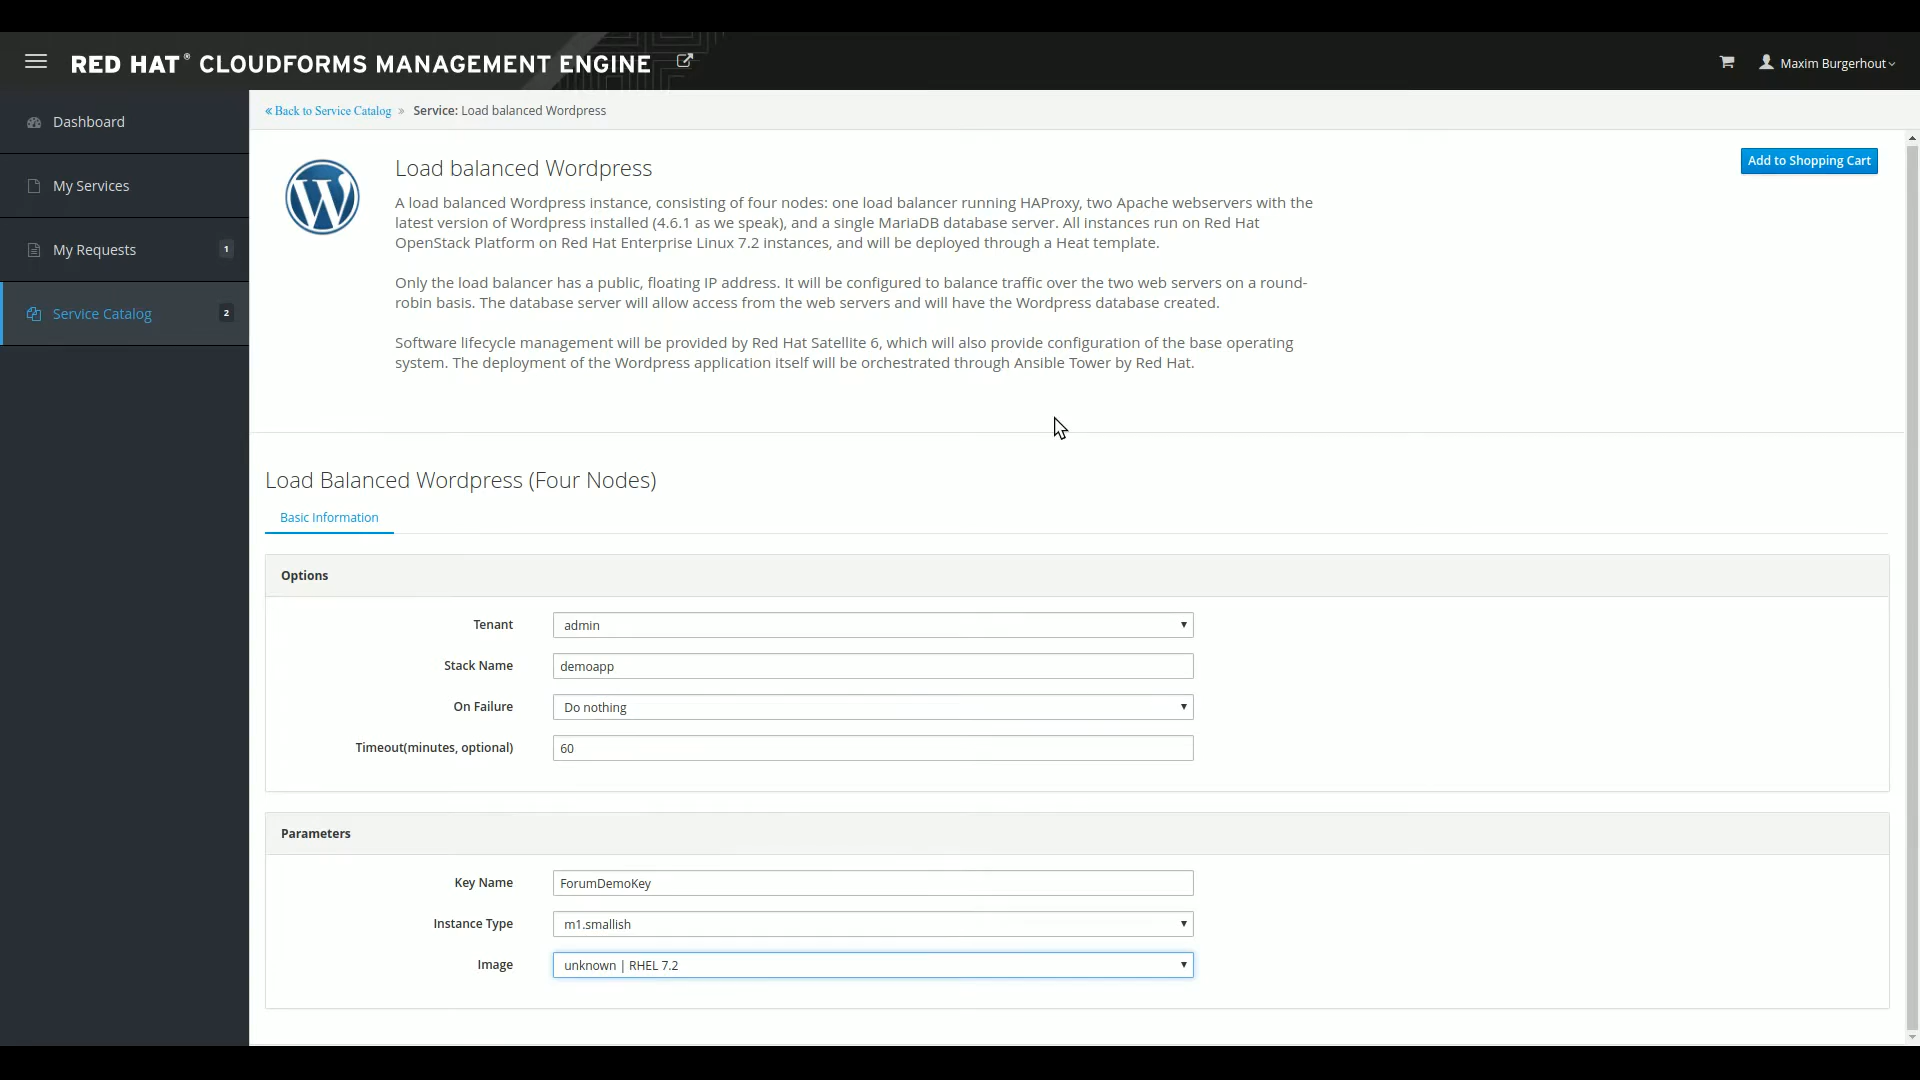 RED HAT® CLOUDFORMS MANAGEMENT ENGINE
Maxim Burgerhout
Dashboard
My Services
My Requests 1
Service Catalog 2
« Back to Service Catalog » Service: Load balanced Wordpress
Load balanced Wordpress
Add to Shopping Cart
A load balanced Wordpress instance, consisting of four nodes: one load balancer running HAProxy, two Apache webservers with the
latest version of Wordpress installed (4.6.1 as we speak), and a single MariaDB database server. All instances run on Red Hat
OpenStack Platform on Red Hat Enterprise Linux 7.2 instances, and will be deployed through a Heat template.
Only the load balancer has a public, floating IP address. It will be configured to balance traffic over the two web servers on a round-
robin basis. The database server will allow access from the web servers and will have the Wordpress database created.
Software lifecycle management will be provided by Red Hat Satellite 6, which will also provide configuration of the base operating
system. The deployment of the Wordpress application itself will be orchestrated through Ansible Tower by Red Hat.
Load Balanced Wordpress (Four Nodes)
Basic Information
Options
Tenant admin
Stack Name demoapp
On Failure Do nothing
Timeout(minutes, optional) 60
Parameters
Key Name ForumDemoKey
Instance Type m1.smallish
Image unknown | RHEL 7.2